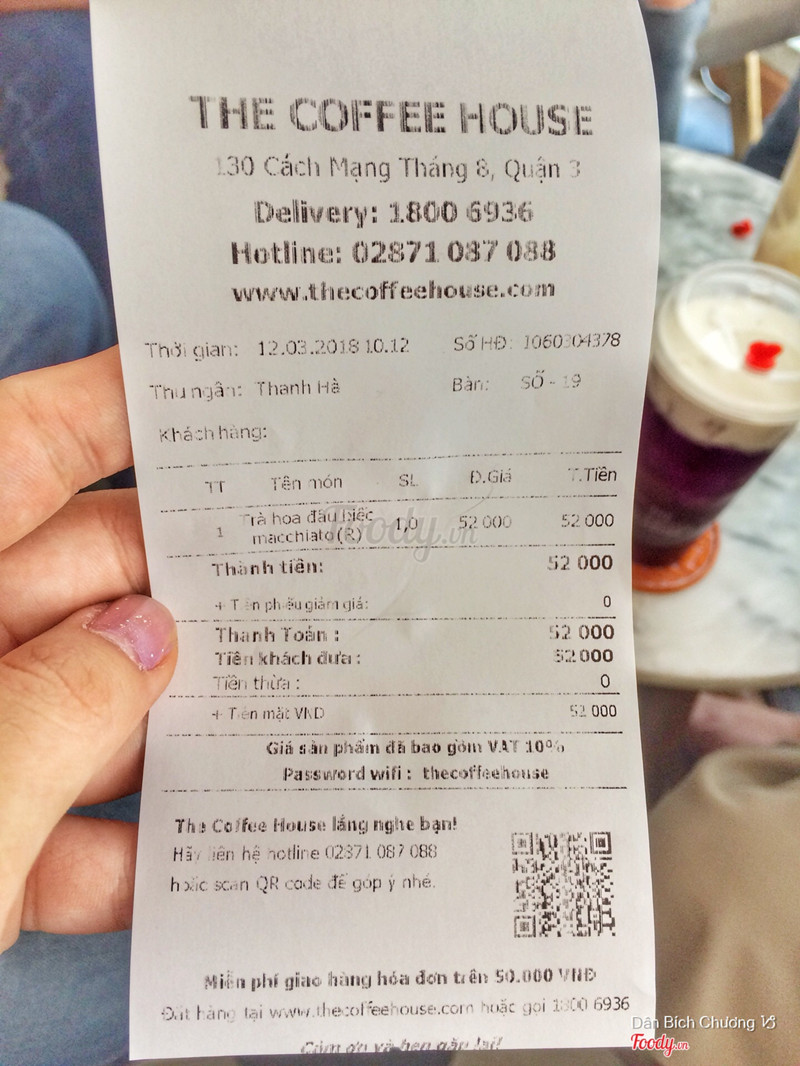 THE COFFEE HOUSE
130 Cách Mạng Tháng 8, Quận 3
Delivery: 1800 6936
Hotline: 02871 087 088
www.thecoffeehouse.com
Thời gian: 12.03.2018 10.12 Số HĐ: 1060304378
Thu ngân: Thanh Hà Bàn: SỐ - 19
Khách hàng:
TT Tên món SL Đ.Giá T.Tiền
1 Trà hoa đậu biếc macchiato(R) 1,0 52 000 52 000
Thành tiền: 52 000
+ Tiền phiếu giảm giá: 0
Thanh Toán : 52 000
Tiền khách đưa : 52 000
Tiền thừa : 0
+ Tiền mặt VND 52 000
Giá sản phẩm đã bao gồm VAT 10%
Password wifi : thecoffeehouse
The Coffee House lắng nghe bạn!
Hãy liên hệ hotline 02871 087 088
hoặc scan QR code để góp ý nhé.
Miễn phí giao hàng hóa đơn trên 50.000 VNĐ
Đặt hàng tại www.thecoffeehouse.com hoặc gọi 1800 6936
Cảm ơn và hẹn gặp lại!
Foody.vn
Dân Bích Chương
Foody.vn